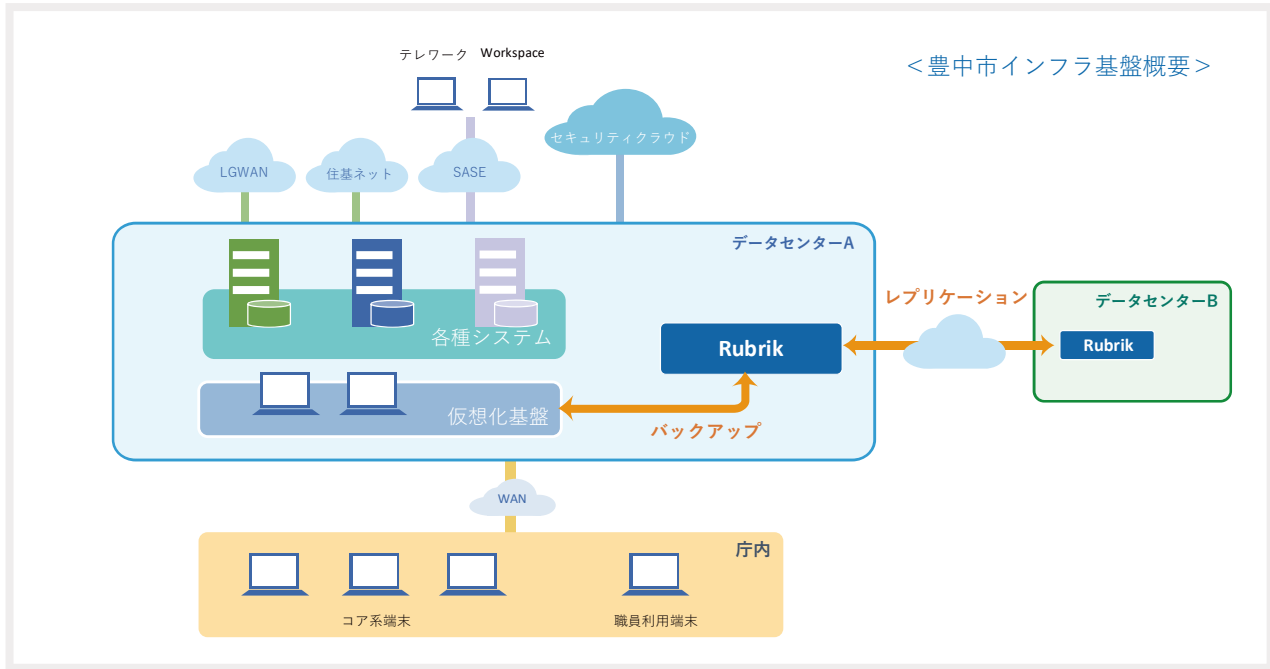 ＜豊中市インフラ基盤概要＞
テレワーク Workspace
セキュリティクラウド
LGWAN
住基ネット
SASE
データセンターA
各種システム
仮想化基盤
Rubrik
バックアップ
レプリケーション
データセンターB
Rubrik
WAN
庁内
コア系端末
職員利用端末